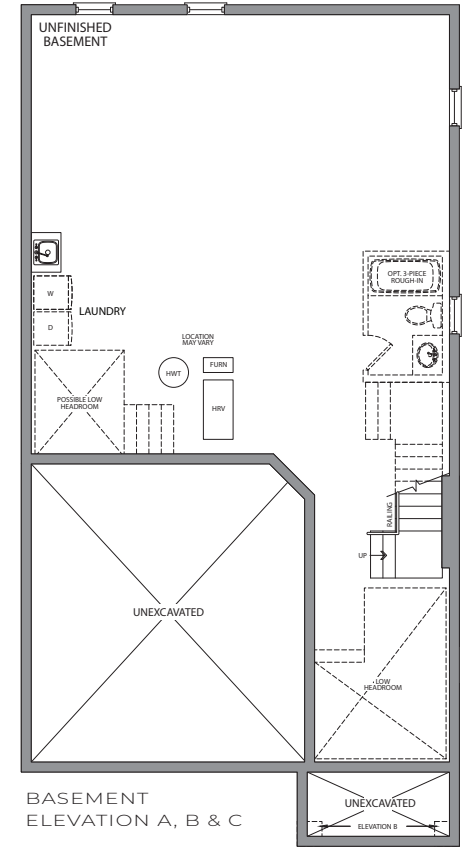 UNFINISHED
BASEMENT
OPT. 3-PIECE
ROUGH-IN
W
LAUNDRY
D
LOCATION
MAY VARY
FURN
HWT
HRV
POSSIBLE LOW
HEADROOM
RAILING
UP
UNEXCAVATED
LOW
HEADROOM
BASEMENT
ELEVATION A, B & C
UNEXCAVATED
ELEVATION B